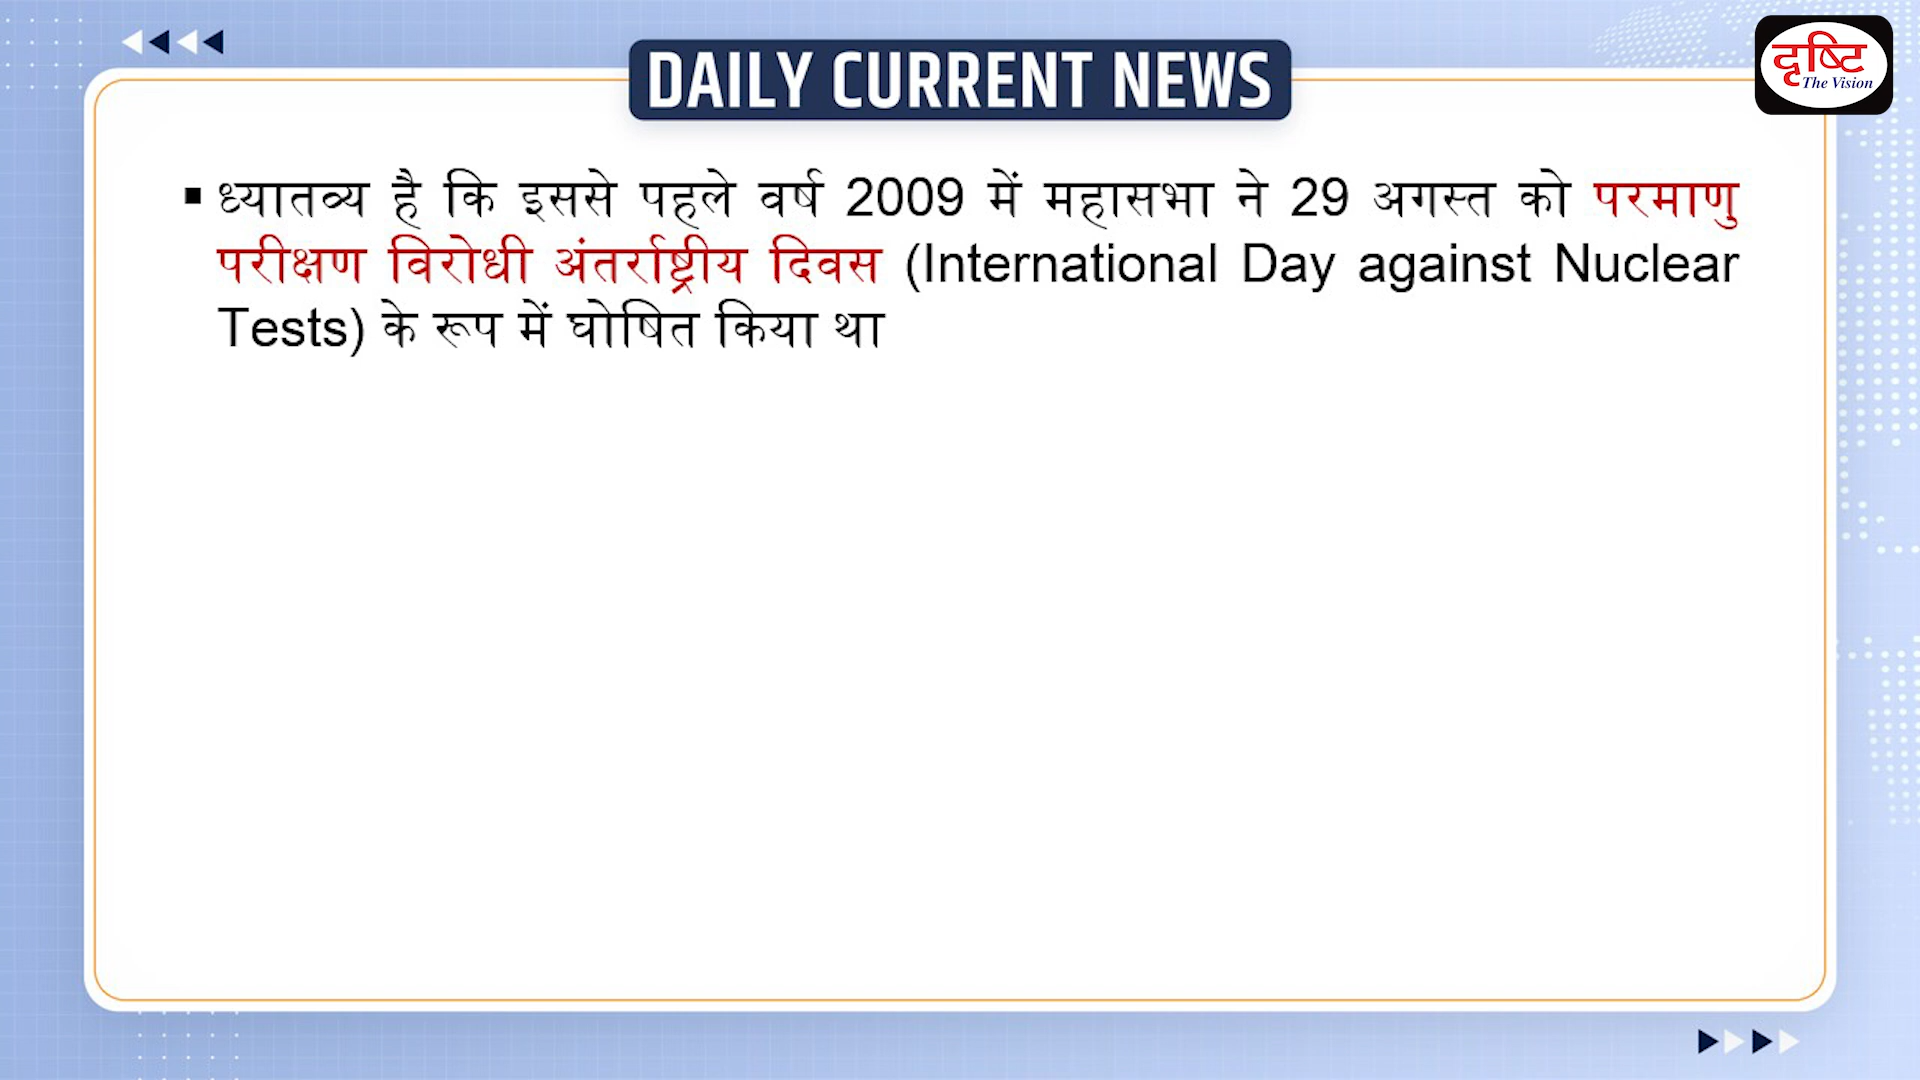 DAILY CURRENT NEWS
दृष्टि
The Vision
▪ ध्यातव्य है कि इससे पहले वर्ष 2009 में महासभा ने 29 अगस्त को परमाणु
परीक्षण विरोधी अंतर्राष्ट्रीय दिवस (International Day against Nuclear
Tests) के रूप में घोषित किया था